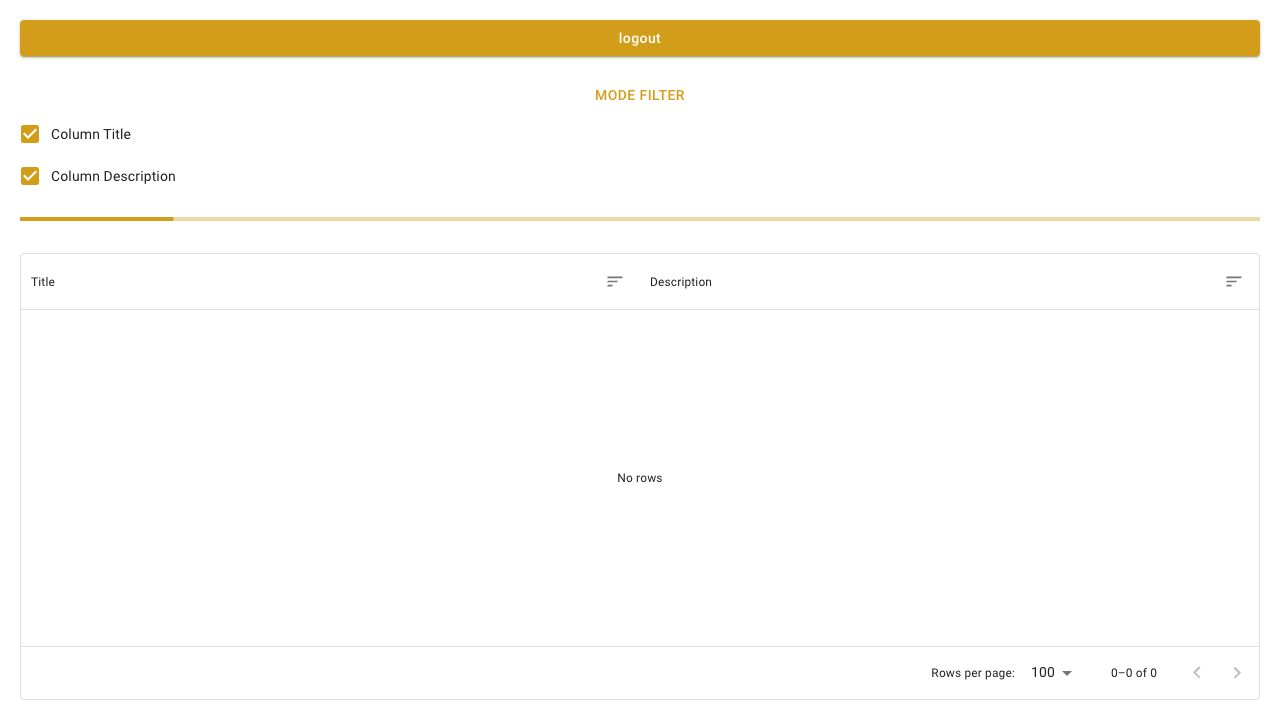 logout
MODE FILTER
Column Title
Column Description
Title
Description
No rows
Rows per page: 100 0–0 of 0